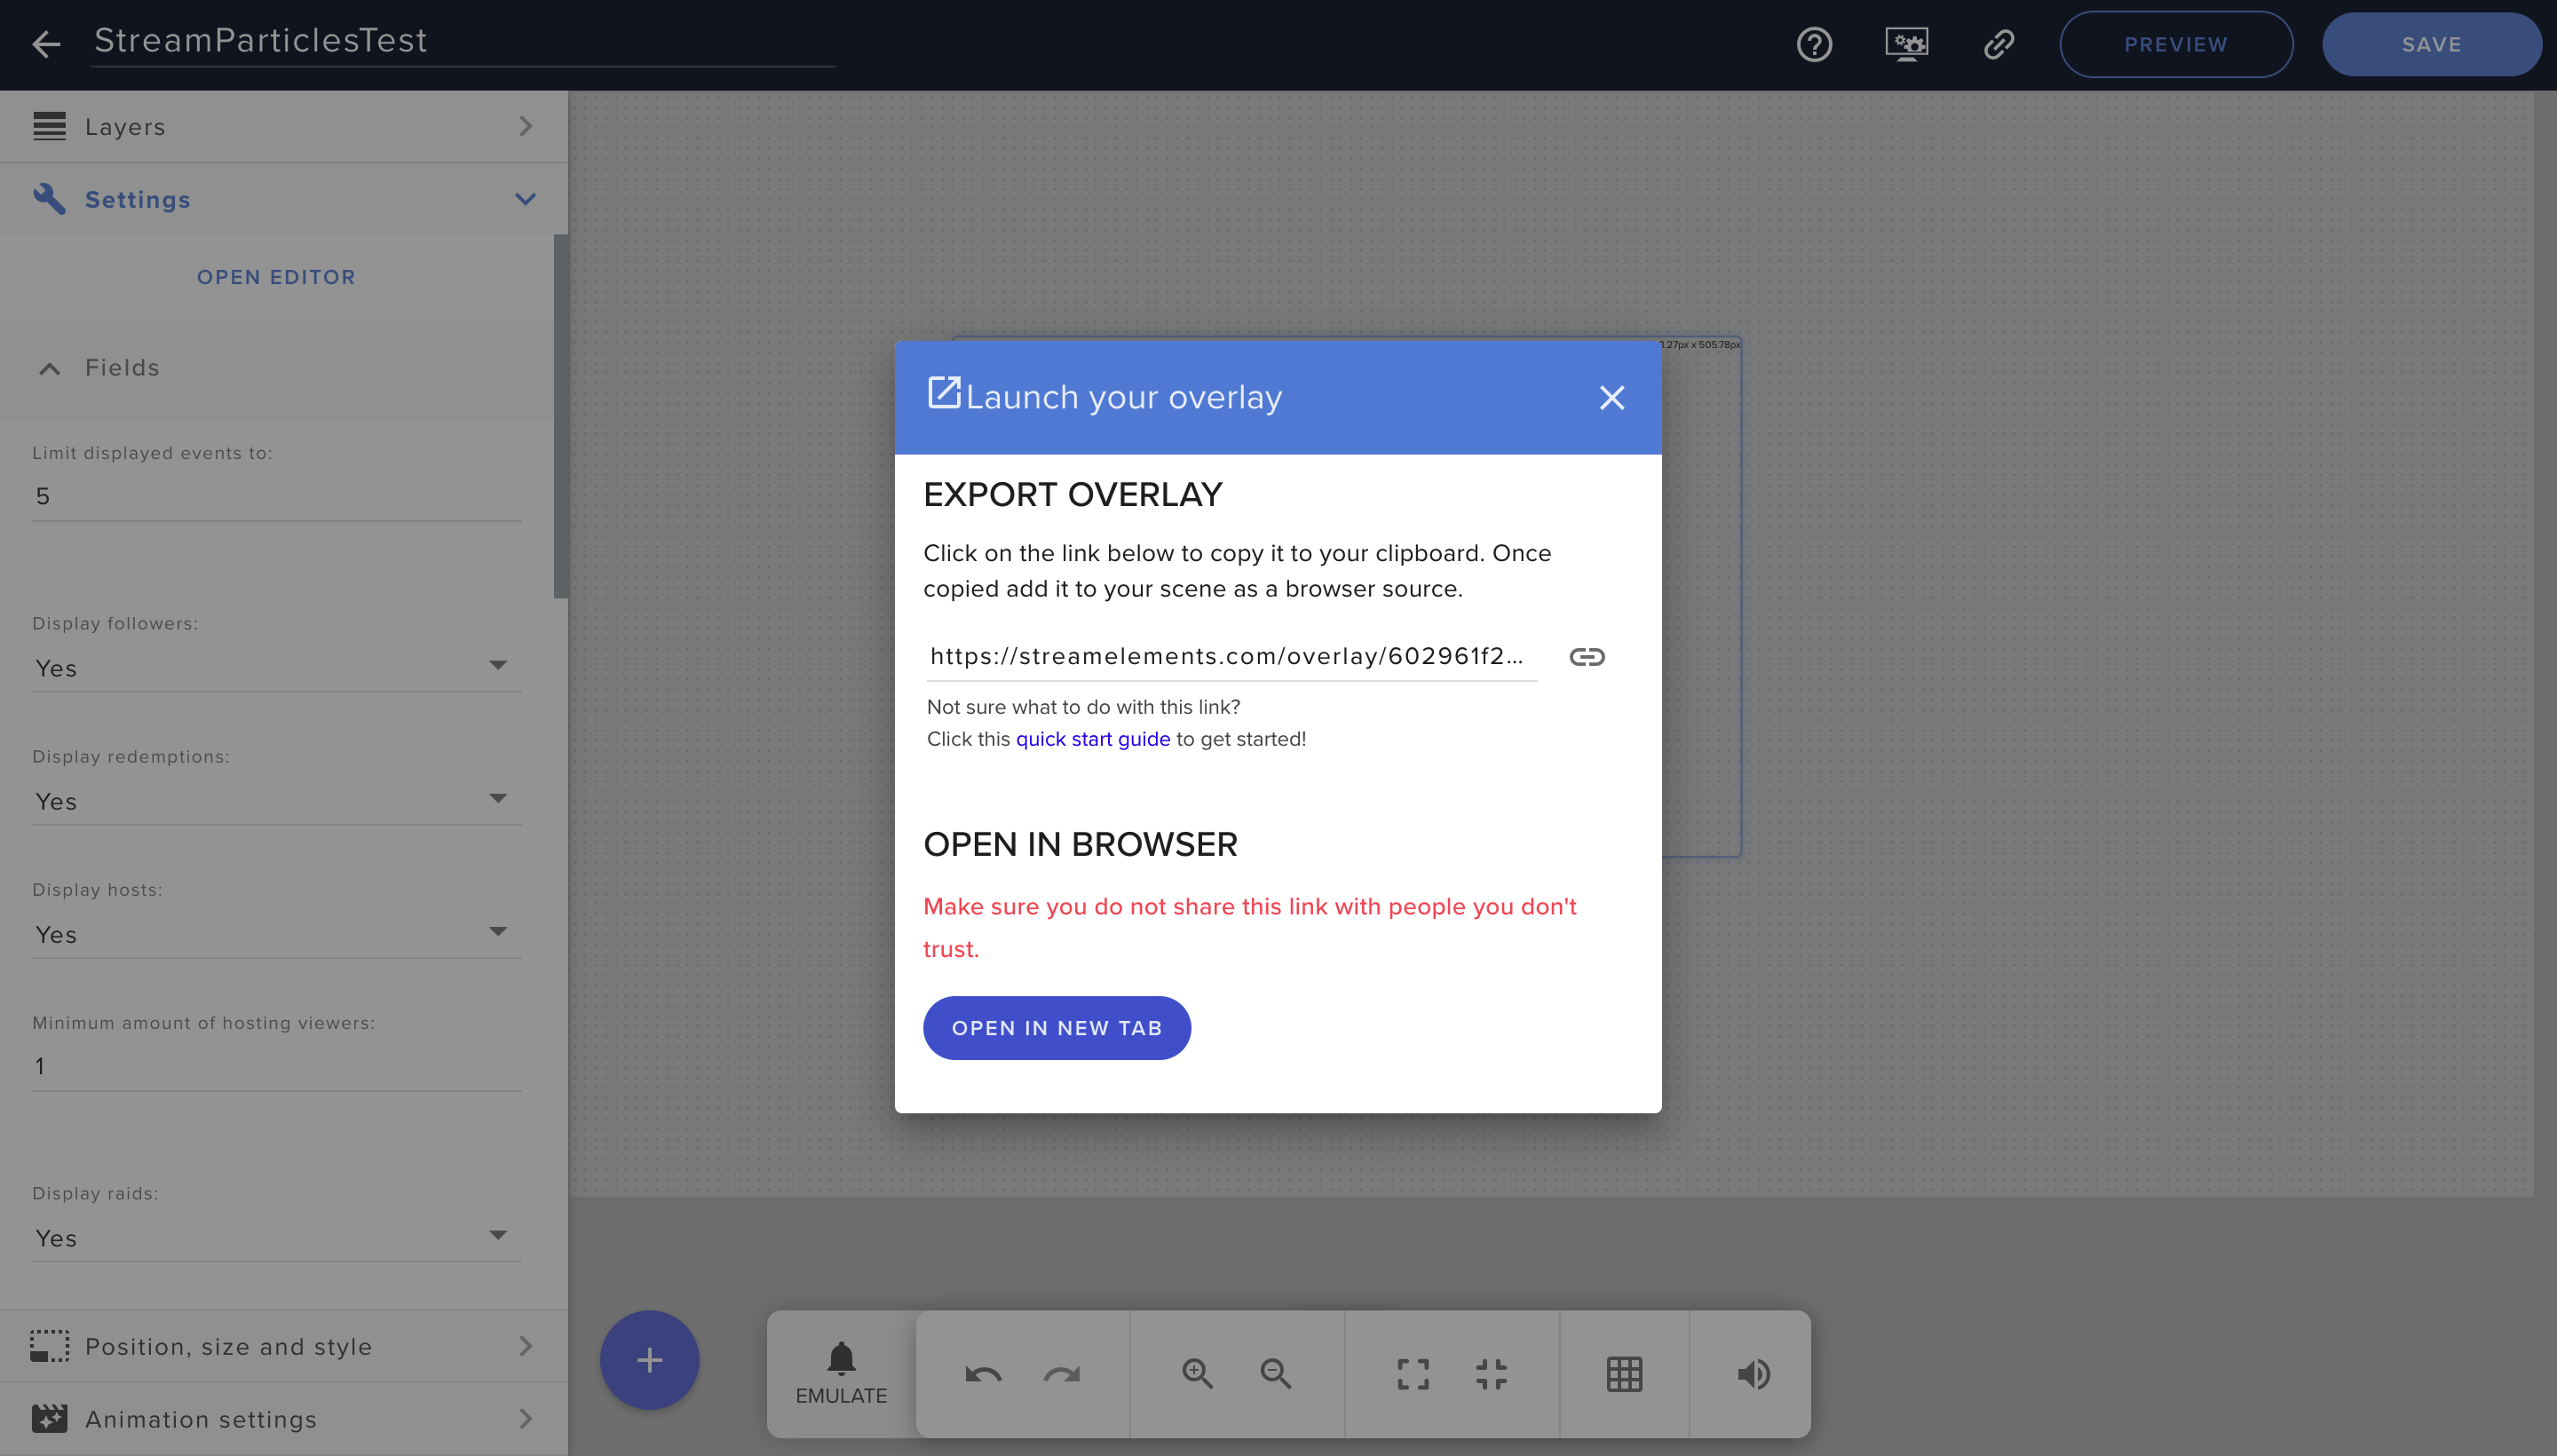 StreamParticlesTest
PREVIEW
SAVE
Layers
Settings
OPEN EDITOR
Fields
Limit displayed events to:
5
Display followers:
Yes
Display redemptions:
Yes
Display hosts:
Yes
Minimum amount of hosting viewers:
1
Display raids:
Yes
Position, size and style
Animation settings
3.27px x 505.78px
Launch your overlay
EXPORT OVERLAY
Click on the link below to copy it to your clipboard. Once
copied add it to your scene as a browser source.
https://streamelements.com/overlay/602961f2...
Not sure what to do with this link?
Click this quick start guide to get started!
OPEN IN BROWSER
Make sure you do not share this link with people you don't
trust.
OPEN IN NEW TAB
EMULATE